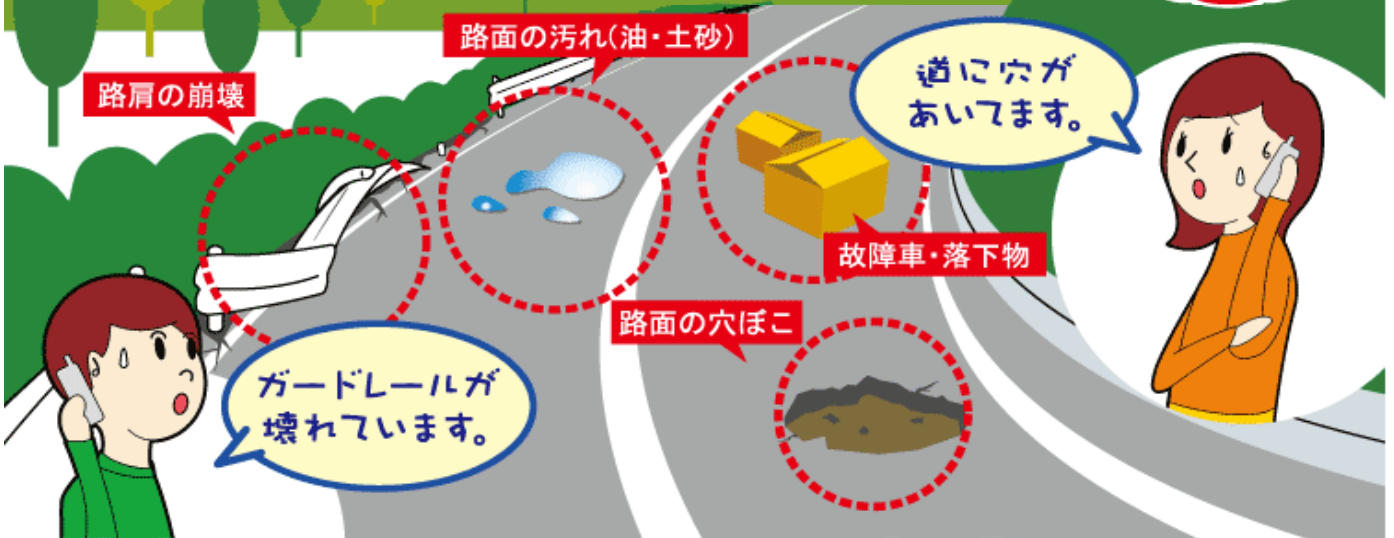 路面の汚れ(油・土砂)
路肩の崩壊
道に穴が
あいてます。
故障車・落下物
路面の穴ぼこ
ガードレールが
壊れています。